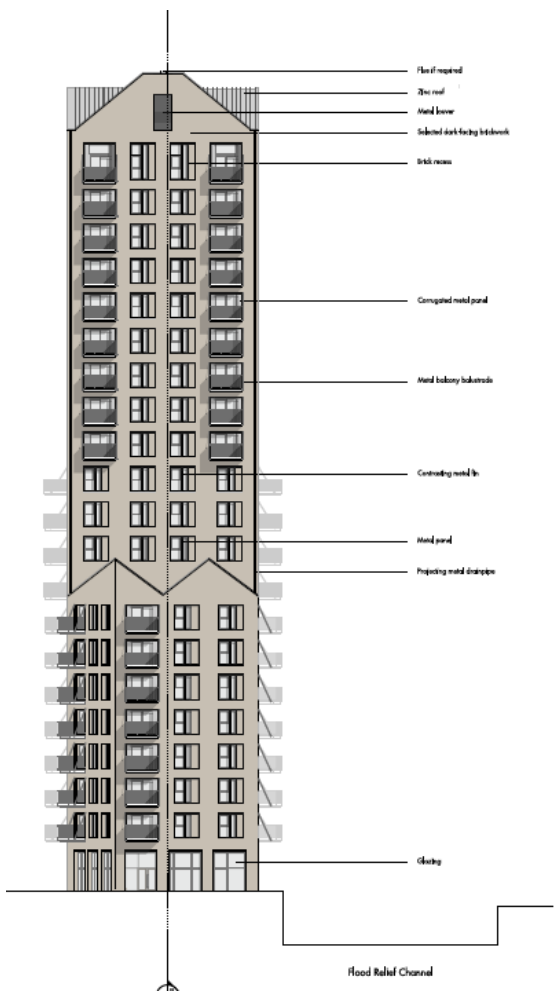 Flue if required
Zinc roof
Metal louver
Selected dark-facing brickwork
Brick recess
Corrugated metal panel
Metal balcony balustrade
Contrasting metal fin
Metal panel
Projecting metal drainpipe
Glazing
Flood Relief Channel